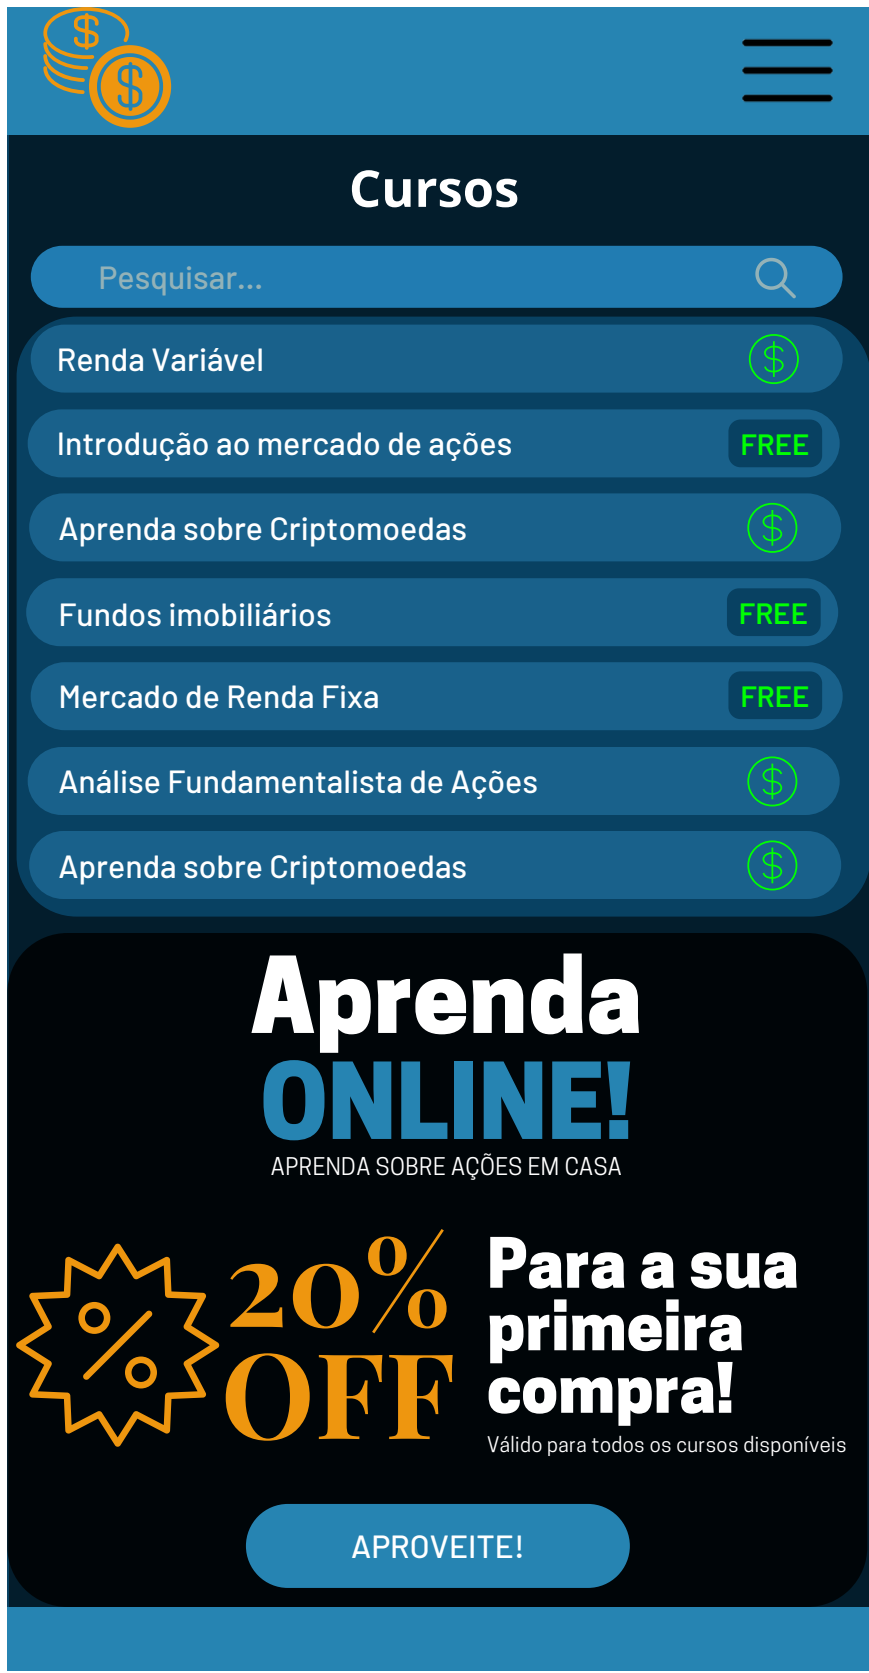 $
$
Cursos
Pesquisar...
Renda Variável
$
Introdução ao mercado de ações
FREE
Aprenda sobre Criptomoedas
$
Fundos imobiliários
FREE
Mercado de Renda Fixa
FREE
Análise Fundamentalista de Ações
$
Aprenda sobre Criptomoedas
$
Aprenda
ONLINE!
APRENDA SOBRE AÇÕES EM CASA
%
20%
OFF
Para a sua
primeira
compra!
Válido para todos os cursos disponíveis
APROVEITE!